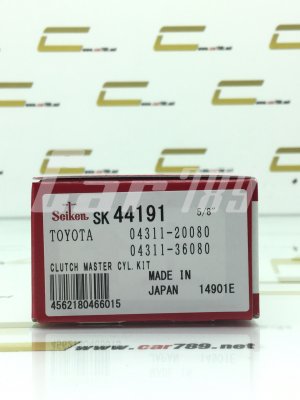 Seiken SK 44191 5/8"
TOYOTA 04311-20080
04311-36080
CLUTCH MASTER CYL. KIT
MADE IN
JAPAN 14901E
4562180466015
Car789
www.car789.net